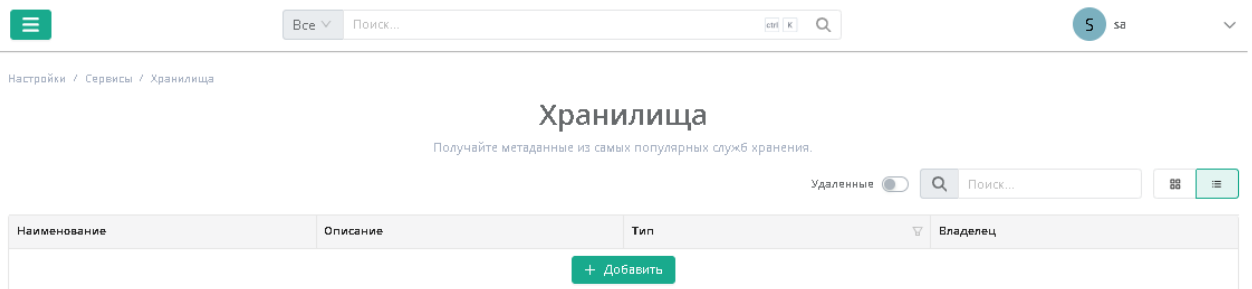 Все Поиск... ctrl K S sa
Настройки / Сервисы / Хранилища
Хранилища
Получайте метаданные из самых популярных служб хранения.
Удаленные Поиск...
Наименование Описание Тип Владелец
+ Добавить